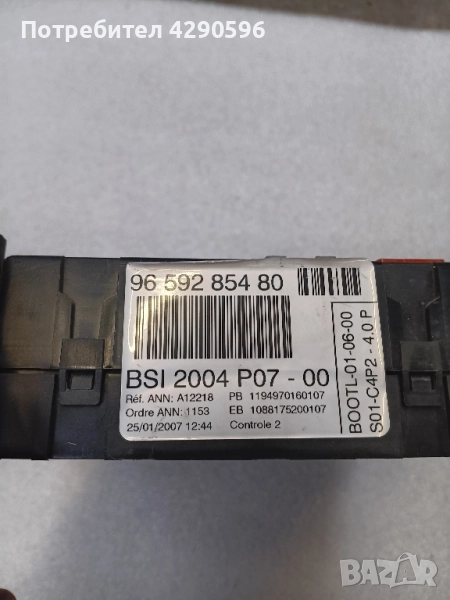 Потребител 4290596
96 592 854 80
BSI 2004 P07 - 00
Réf. ANN: A12218 PB 1194970160107
Ordre ANN: 1153 EB 1088175200107
25/01/2007 12:44 Controle 2
BOOTL-01-06-00
S01-C4P2 - 4.0 P
BAZAR